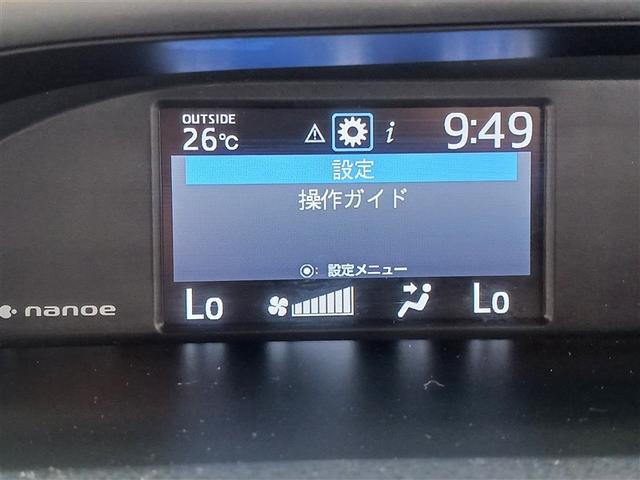 OUTSIDE
26℃
i
9:49
設定
操作ガイド
◉: 設定メニュー
Lo
Lo
nanoe